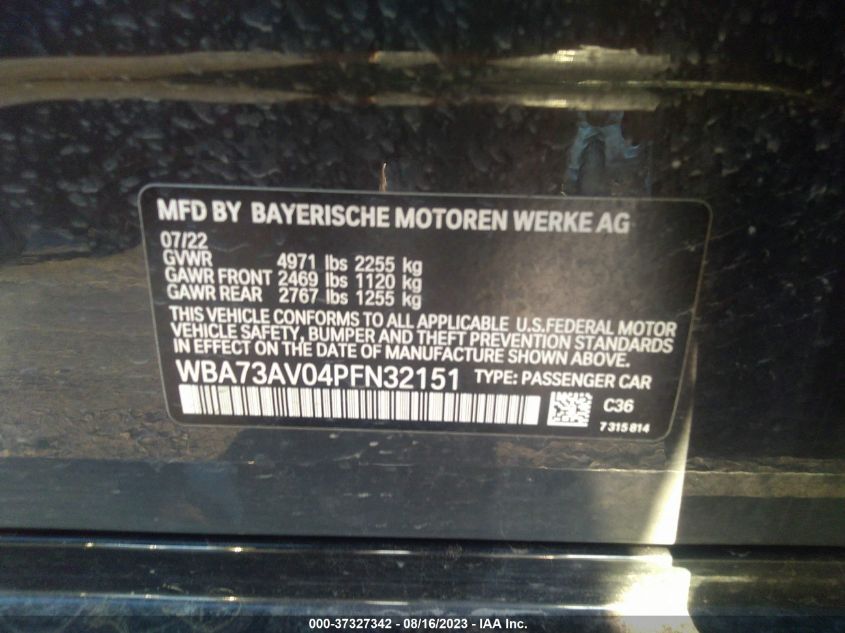 MFD BY BAYERISCHE MOTOREN WERKE AG
07/22
GVWR 4971 lbs 2255 kg
GAWR FRONT 2469 lbs 1120 kg
GAWR REAR 2767 lbs 1255 kg
THIS VEHICLE CONFORMS TO ALL APPLICABLE U.S.FEDERAL MOTOR
VEHICLE SAFETY, BUMPER AND THEFT PREVENTION STANDARDS
IN EFFECT ON THE DATE OF MANUFACTURE SHOWN ABOVE.
WBA73AV04PFN32151 TYPE: PASSENGER CAR
C36
7 315 814
000-37327342 - 08/16/2023 - IAA Inc.